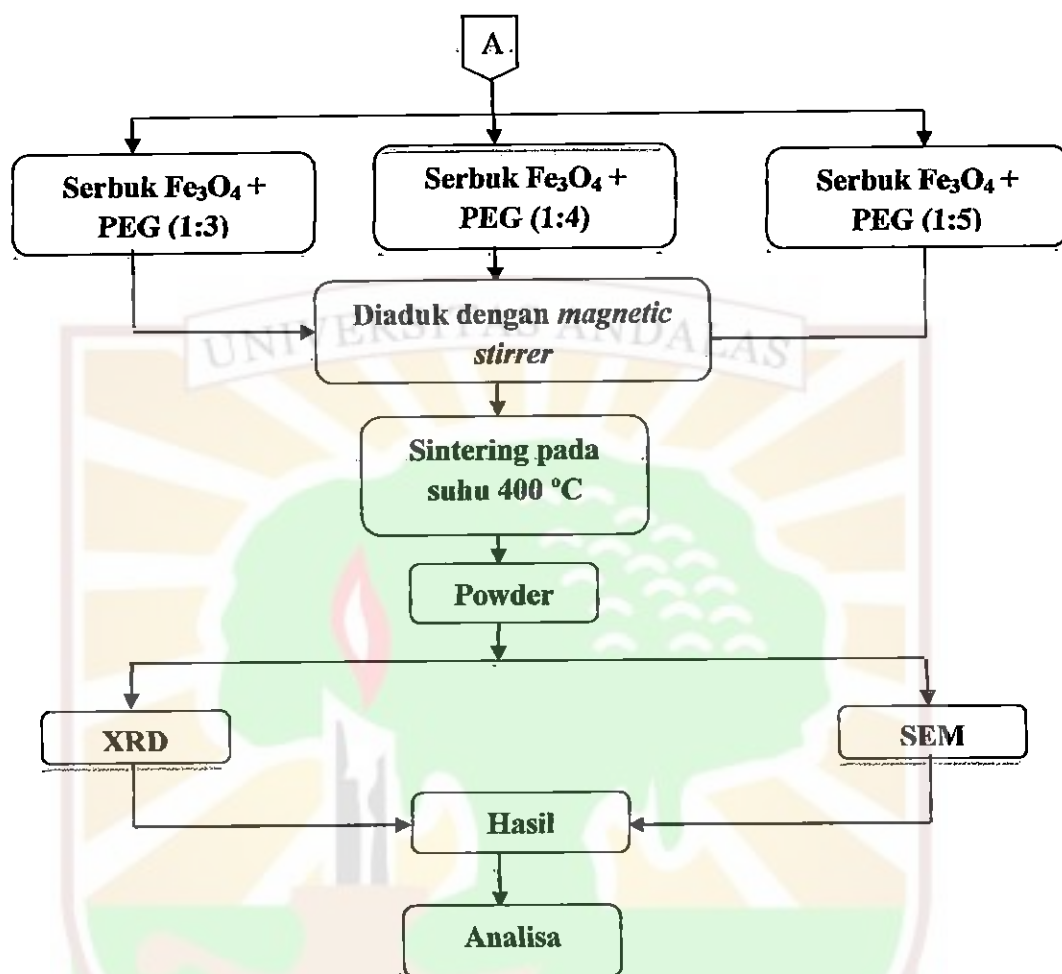 A
Serbuk Fe₃O₄ +
PEG (1:3)
Serbuk Fe₃O₄ +
PEG (1:4)
Serbuk Fe₃O₄ +
PEG (1:5)
UNIVERSITAS ANDALAS
Diaduk dengan magnetic
stirrer
Sintering pada
suhu 400 °C
Powder
XRD
SEM
Hasil
Analisa